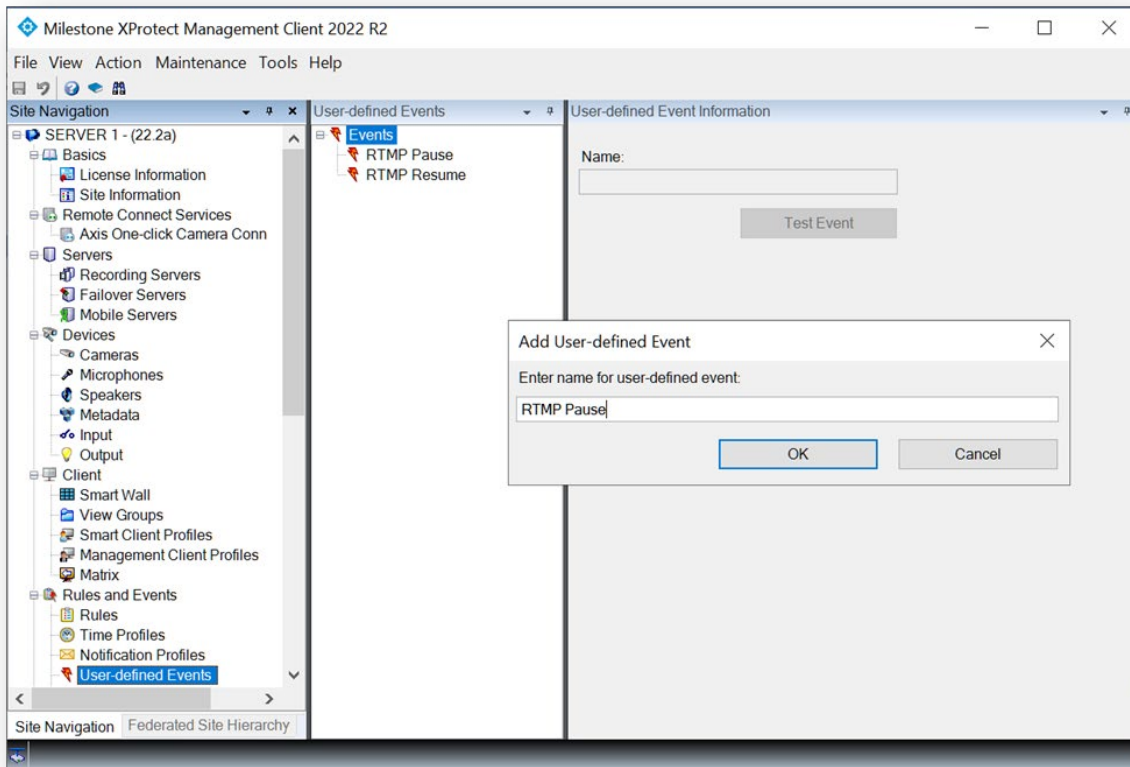 Milestone XProtect Management Client 2022 R2
File View Action Maintenance Tools Help
Site Navigation
User-defined Events
User-defined Event Information
SERVER 1 - (22.2a)
Basics
License Information
Site Information
Remote Connect Services
Axis One-click Camera Conn
Servers
Recording Servers
Failover Servers
Mobile Servers
Devices
Cameras
Microphones
Speakers
Metadata
Input
Output
Client
Smart Wall
View Groups
Smart Client Profiles
Management Client Profiles
Matrix
Rules and Events
Rules
Time Profiles
Notification Profiles
User-defined Events
Site Navigation
Federated Site Hierarchy
Events
RTMP Pause
RTMP Resume
Name:
Test Event
Add User-defined Event
Enter name for user-defined event:
RTMP Pause
OK
Cancel